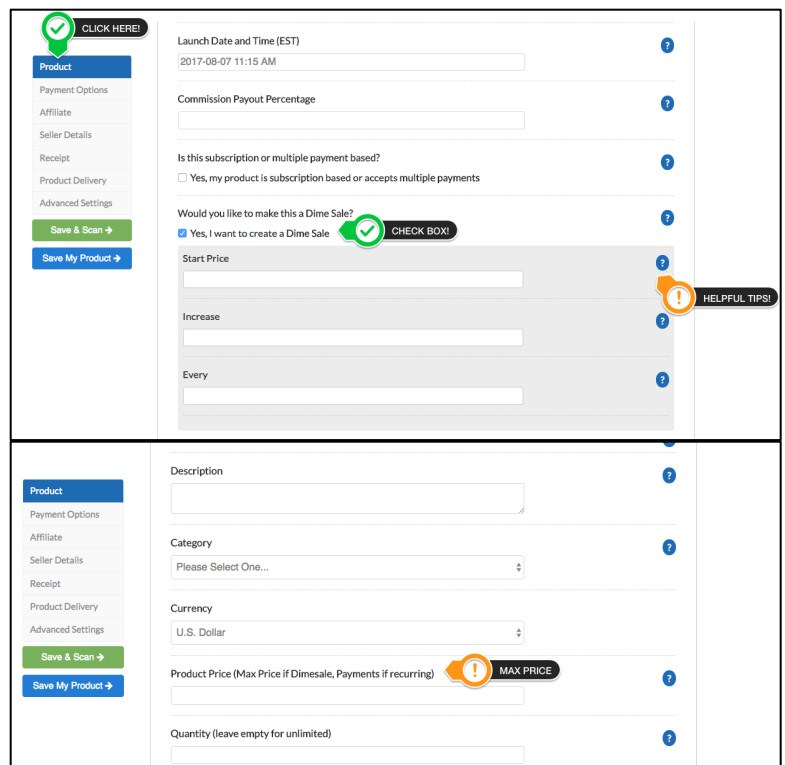 CLICK HERE!
Product
Payment Options
Affiliate
Seller Details
Receipt
Product Delivery
Advanced Settings
Save & Scan →
Save My Product →
Launch Date and Time (EST)
?
2017-08-07 11:15 AM
Commission Payout Percentage
?
Is this subscription or multiple payment based?
?
Yes, my product is subscription based or accepts multiple payments
Would you like to make this a Dime Sale?
?
Yes, I want to create a Dime Sale
CHECK BOX!
Start Price
?
! HELPFUL TIPS!
Increase
?
Every
?
Product
Payment Options
Affiliate
Seller Details
Receipt
Product Delivery
Advanced Settings
Save & Scan →
Save My Product →
Description
?
Category
?
Please Select One...
Currency
U.S. Dollar
Product Price (Max Price if Dimesale, Payments if recurring)
! MAX PRICE
?
Quantity (leave empty for unlimited)
?